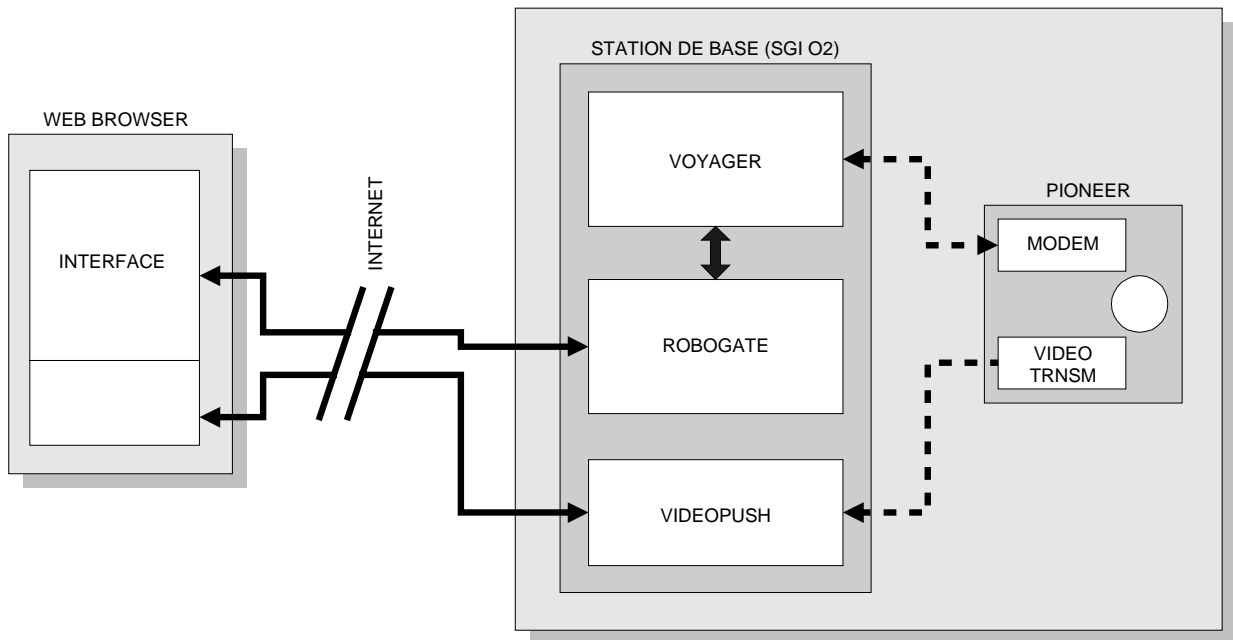 WEB BROWSER
INTERFACE
INTERNET
STATION DE BASE (SGI O2)
VOYAGER
ROBOGATE
VIDEOPUSH
PIONEER
MODEM
VIDEO
TRNSM